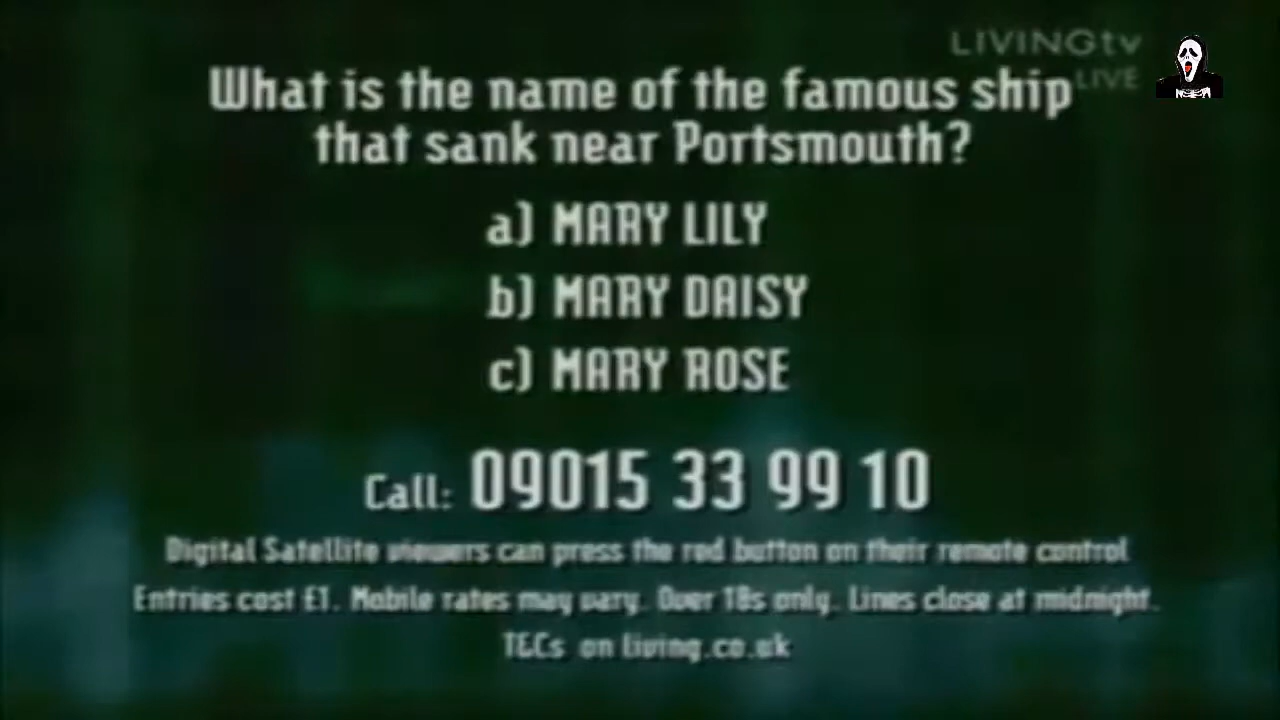 LIVINGtv
LIVE
What is the name of the famous ship
that sank near Portsmouth?
a) MARY LILY
b) MARY DAISY
c) MARY ROSE
Call: 09015 33 99 10
Digital Satellite viewers can press the red button on their remote control
Entries cost £1. Mobile rates may vary. Over 18s only. Lines close at midnight.
T&Cs on living.co.uk